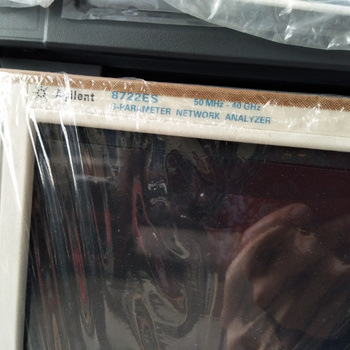 Agilent 8722ES 50 MHz - 40 GHz
S-PARAMETER NETWORK ANALYZER